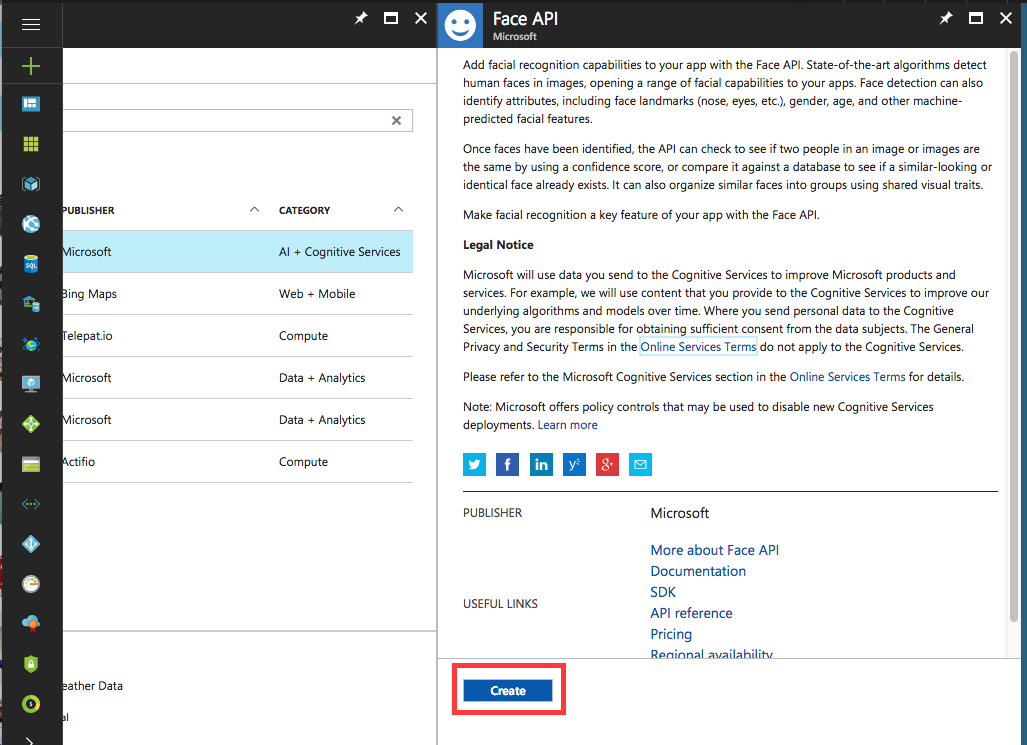 Face API
Microsoft
PUBLISHER CATEGORY
Microsoft AI + Cognitive Services
Bing Maps Web + Mobile
Telepat.io Compute
Microsoft Data + Analytics
Microsoft Data + Analytics
Actifio Compute
eather Data
al
Add facial recognition capabilities to your app with the Face API. State-of-the-art algorithms detect
human faces in images, opening a range of facial capabilities to your apps. Face detection can also
identify attributes, including face landmarks (nose, eyes, etc.), gender, age, and other machine-
predicted facial features.
Once faces have been identified, the API can check to see if two people in an image or images are
the same by using a confidence score, or compare it against a database to see if a similar-looking or
identical face already exists. It can also organize similar faces into groups using shared visual traits.
Make facial recognition a key feature of your app with the Face API.
Legal Notice
Microsoft will use data you send to the Cognitive Services to improve Microsoft products and
services. For example, we will use content that you provide to the Cognitive Services to improve our
underlying algorithms and models over time. Where you send personal data to the Cognitive
Services, you are responsible for obtaining sufficient consent from the data subjects. The General
Privacy and Security Terms in the Online Services Terms do not apply to the Cognitive Services.
Please refer to the Microsoft Cognitive Services section in the Online Services Terms for details.
Note: Microsoft offers policy controls that may be used to disable new Cognitive Services
deployments. Learn more
PUBLISHER Microsoft
More about Face API
Documentation
SDK
USEFUL LINKS
API reference
Pricing
Regional availability
Create
SQL